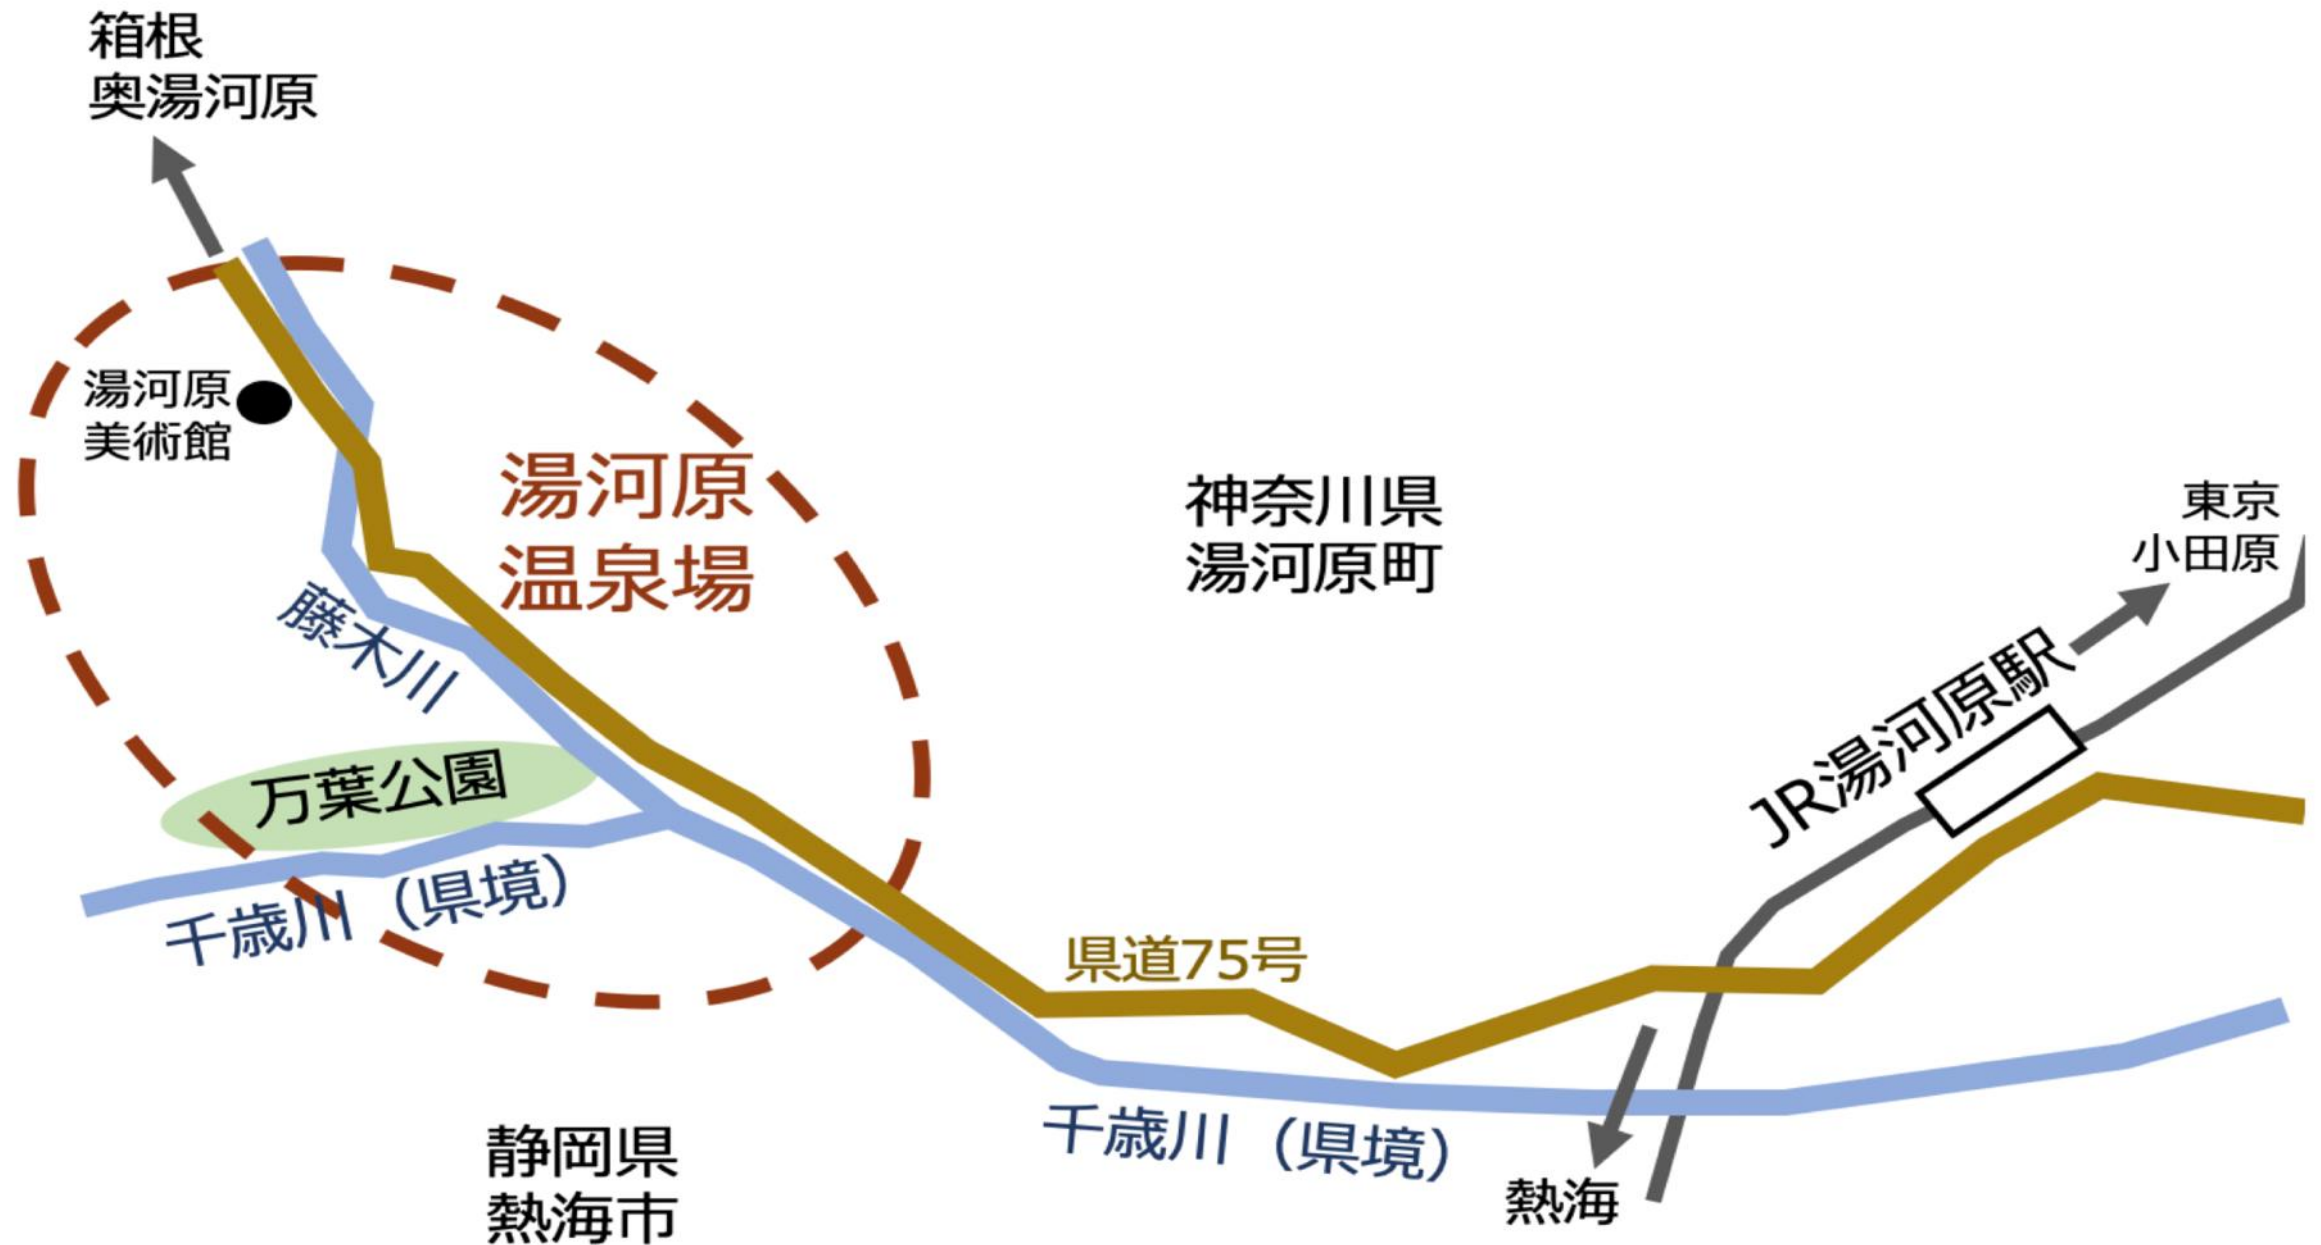 箱根
奥湯河原
湯河原
美術館
湯河原
温泉場
神奈川県
湯河原町
東京
小田原
JR湯河原駅
藤木川
万葉公園
千歳川（県境）
県道75号
千歳川（県境）
静岡県
熱海市
熱海